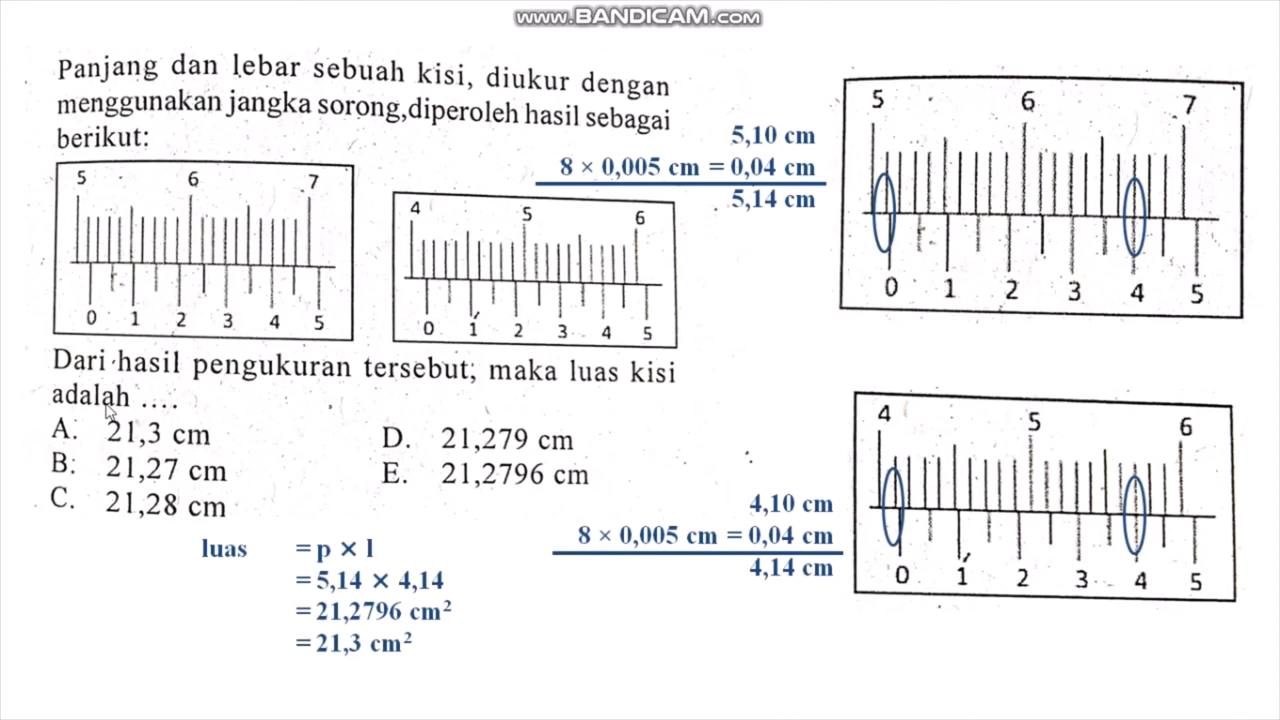 www.BANDICAM.com
Panjang dan lebar sebuah kisi, diukur dengan
menggunakan jangka sorong,diperoleh hasil sebagai
berikut:
5 6 7
0 1 2 3 4 5
4 5 6
0 1 2 3 4 5
5,10 cm
8 × 0,005 cm = 0,04 cm
5,14 cm
5 6 7
0 1 2 3 4 5
Dari hasil pengukuran tersebut, maka luas kisi
adalah ....
A. 21,3 cm
B. 21,27 cm
C. 21,28 cm
D. 21,279 cm
E. 21,2796 cm
luas = p × l
= 5,14 × 4,14
= 21,2796 cm²
= 21,3 cm²
4,10 cm
8 × 0,005 cm = 0,04 cm
4,14 cm
4 5 6
0 1 2 3 4 5